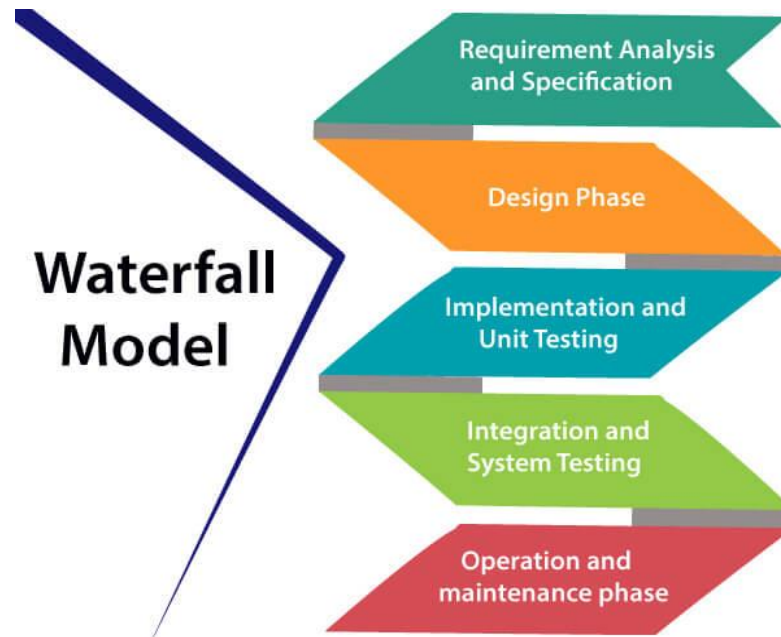 Waterfall
Model
Requirement Analysis
and Specification
Design Phase
Implementation and
Unit Testing
Integration and
System Testing
Operation and
maintenance phase